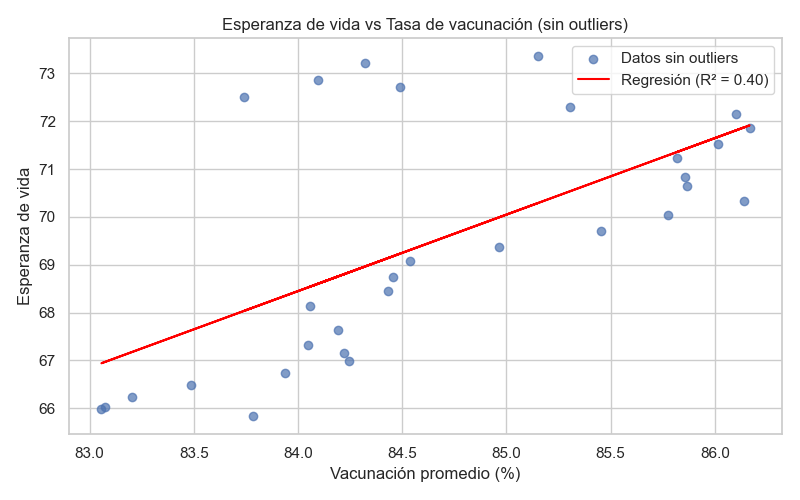 Esperanza de vida vs Tasa de vacunación (sin outliers)
Datos sin outliers
Regresión (R² = 0.40)
Esperanza de vida
73
72
71
70
69
68
67
66
83.0 83.5 84.0 84.5 85.0 85.5 86.0
Vacunación promedio (%)